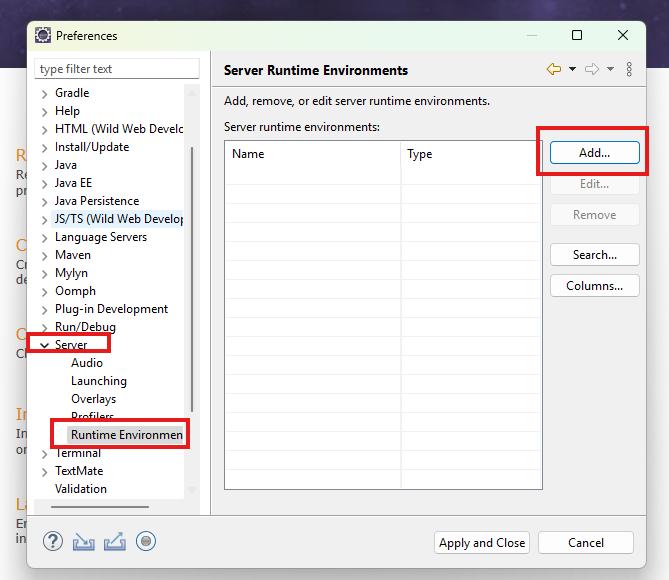 Preferences
type filter text
Gradle
Help
HTML (Wild Web Develo
Install/Update
Java
Java EE
Java Persistence
JS/TS (Wild Web Develop
Language Servers
Maven
Mylyn
Oomph
Plug-in Development
Run/Debug
Server
Audio
Launching
Overlays
Profilers
Runtime Environmen
Terminal
TextMate
Validation
Server Runtime Environments
Add, remove, or edit server runtime environments.
Server runtime environments:
Name
Type
Add...
Edit...
Remove
Search...
Columns...
?
Apply and Close
Cancel